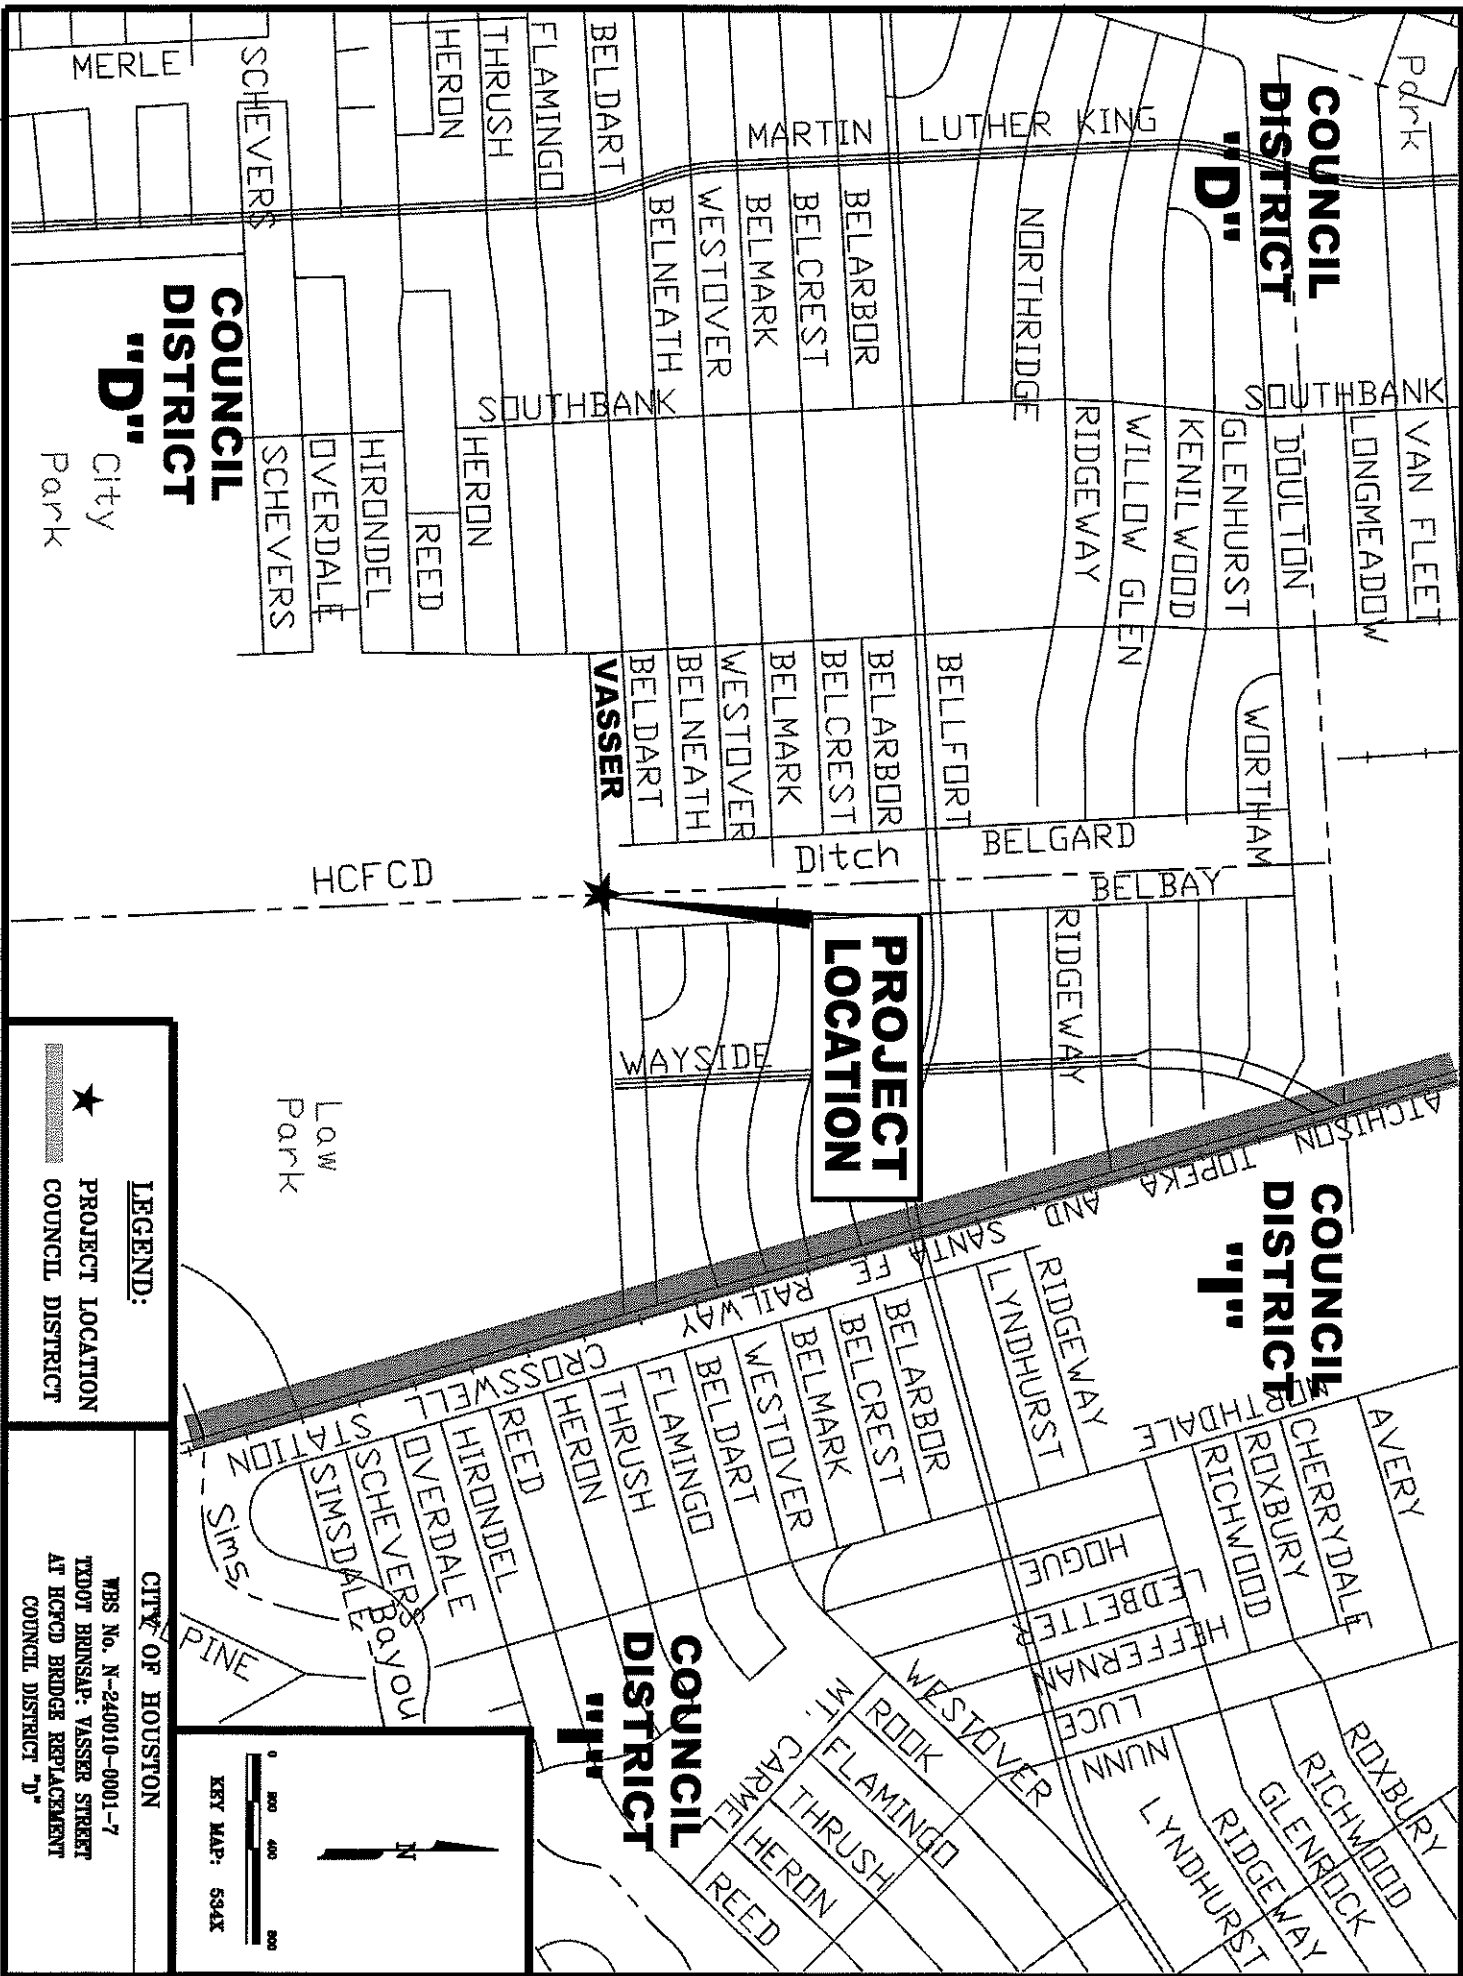 Park
COUNCIL
DISTRICT
"D"
MARTIN LUTHER KING
MERLE
SCHEVERS
HERON
THRUSH
FLAMINGO
BELDART
BELNEATH
WESTOVER
BELMARK
BELCREST
BELARBOR
NORTHRIDGE
SOUTHBANK
VAN FLEET
LONGMEADOW
DOULTON
GLENHURST
KENILWOOD
WILLOW GLEN
RIDGEWAY
SOUTHBANK
HERON
REED
HIRONDEL
OVERDALE
SCHEVERS
COUNCIL
DISTRICT
"D"
City
Park
WORTHAM
BELLFORT
BELARBOR
BELCREST
BELMARK
WESTOVER
BELNEATH
BELDART
VASSER
BELGARD
Ditch
BELBAY
HCFCD
PROJECT
LOCATION
RIDGEWAY
WAYSIDE
Law
Park
ATCHISON TOPEKA AND SANTA FE RAILWAY
COUNCIL
DISTRICT
"I"
RIDGEWAY
LYNDHURST
BELARBOR
BELCREST
BELMARK
WESTOVER
BELDART
FLAMINGO
THRUSH
HERON
REED
HIRONDEL
OVERDALE
SCHEVERS
SIMSDALE
CROSSWELL
STATION
Sims
Bayou
AVERY
CHERRYDALE
ROXBURY
RICHWOOD
HOGUE
LEDBETTER
HEFFERNAN
LUCE
NUNN
WESTOVER
MT. CARMEL
ROOK
FLAMINGO
THRUSH
HERON
REED
ROXBURY
RICHWOOD
GLENROCK
RIDGEWAY
LYNDHURST
COUNCIL
DISTRICT
"I"
LEGEND:
PROJECT LOCATION
COUNCIL DISTRICT
CITY OF HOUSTON
WBS No. N-240010-0001-7
TXDOT BRINSAP: VASSER STREET
AT HCFCD BRIDGE REPLACEMENT
COUNCIL DISTRICT "D"
N
0 200 400 800
KEY MAP: 534X